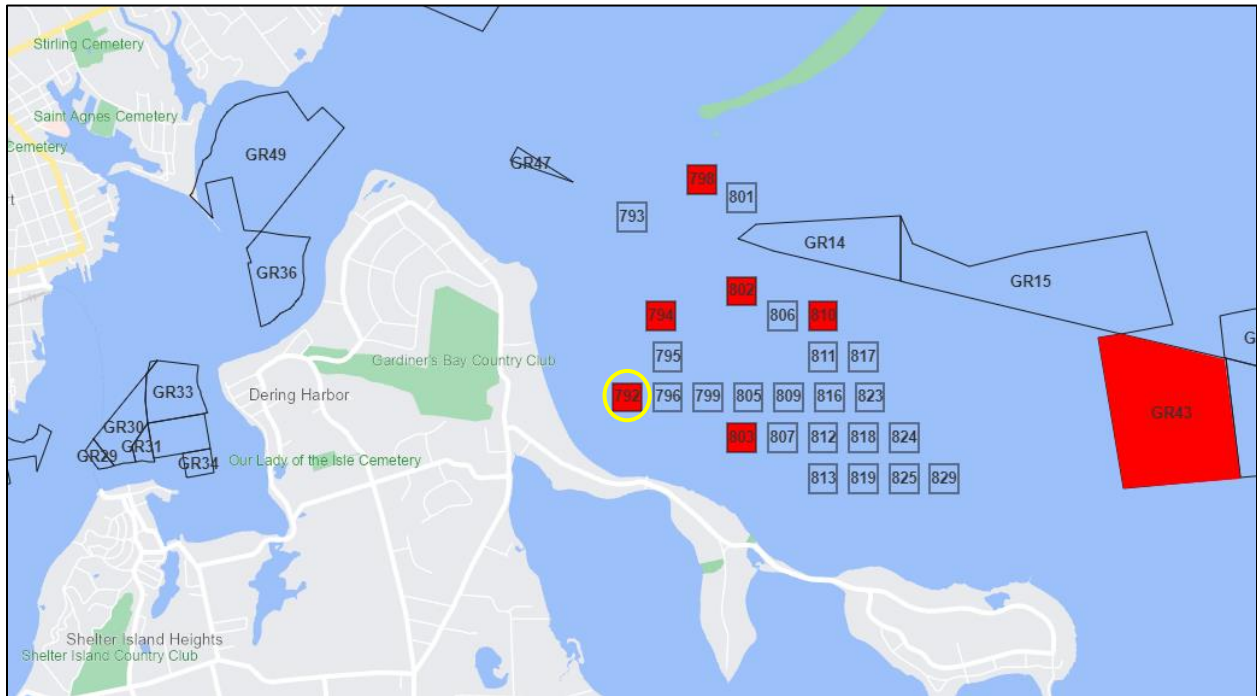 Stirling Cemetery
Saint Agnes Cemetery
Cemetery
rt
GR49
GR47
798
801
793
GR14
GR15
GR36
802
794
806
810
Gardiner's Bay Country Club
795
811
817
GR33
Dering Harbor
792
796
799
805
809
816
823
GR43
GR30
GR31
GR29
GR34
Our Lady of the Isle Cemetery
803
807
812
818
824
813
819
825
829
Shelter Island Heights
Shelter Island Country Club
G